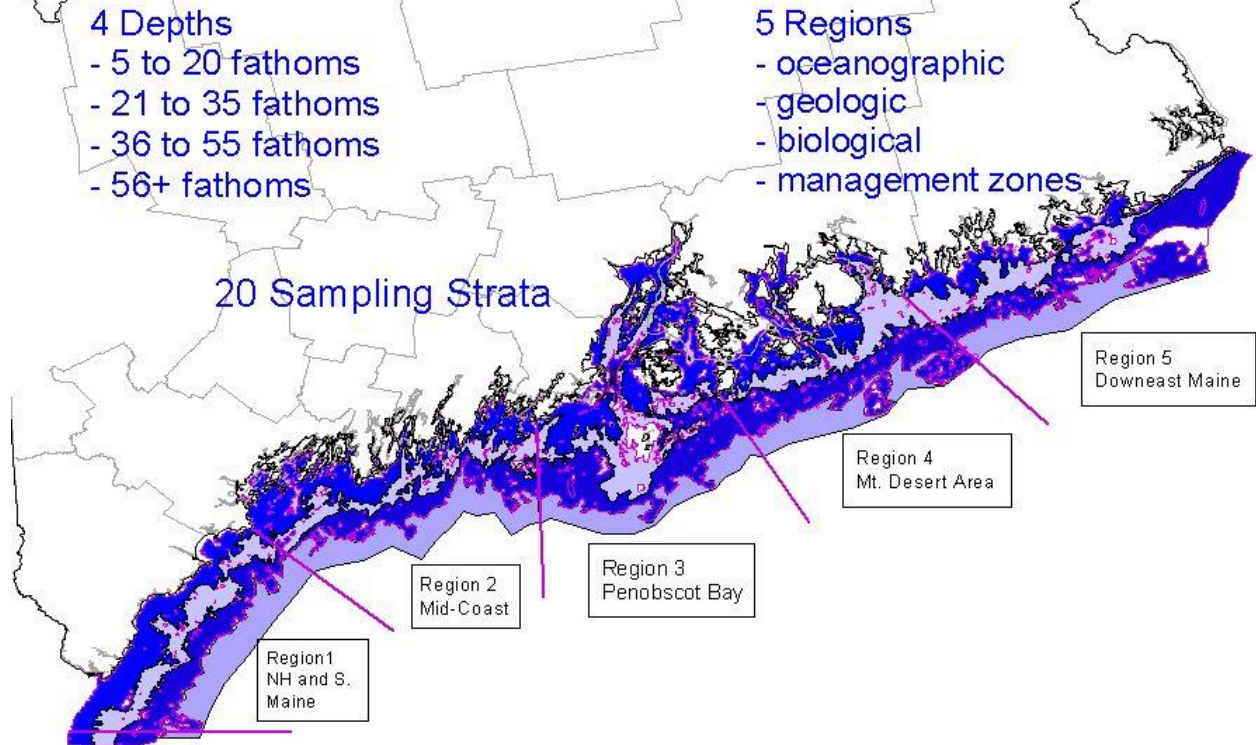 4 Depths
- 5 to 20 fathoms
- 21 to 35 fathoms
- 36 to 55 fathoms
- 56+ fathoms
5 Regions
- oceanographic
- geologic
- biological
- management zones
20 Sampling Strata
Region 5
Downeast Maine
Region 4
Mt. Desert Area
Region 3
Penobscot Bay
Region 2
Mid-Coast
Region1
NH and S.
Maine